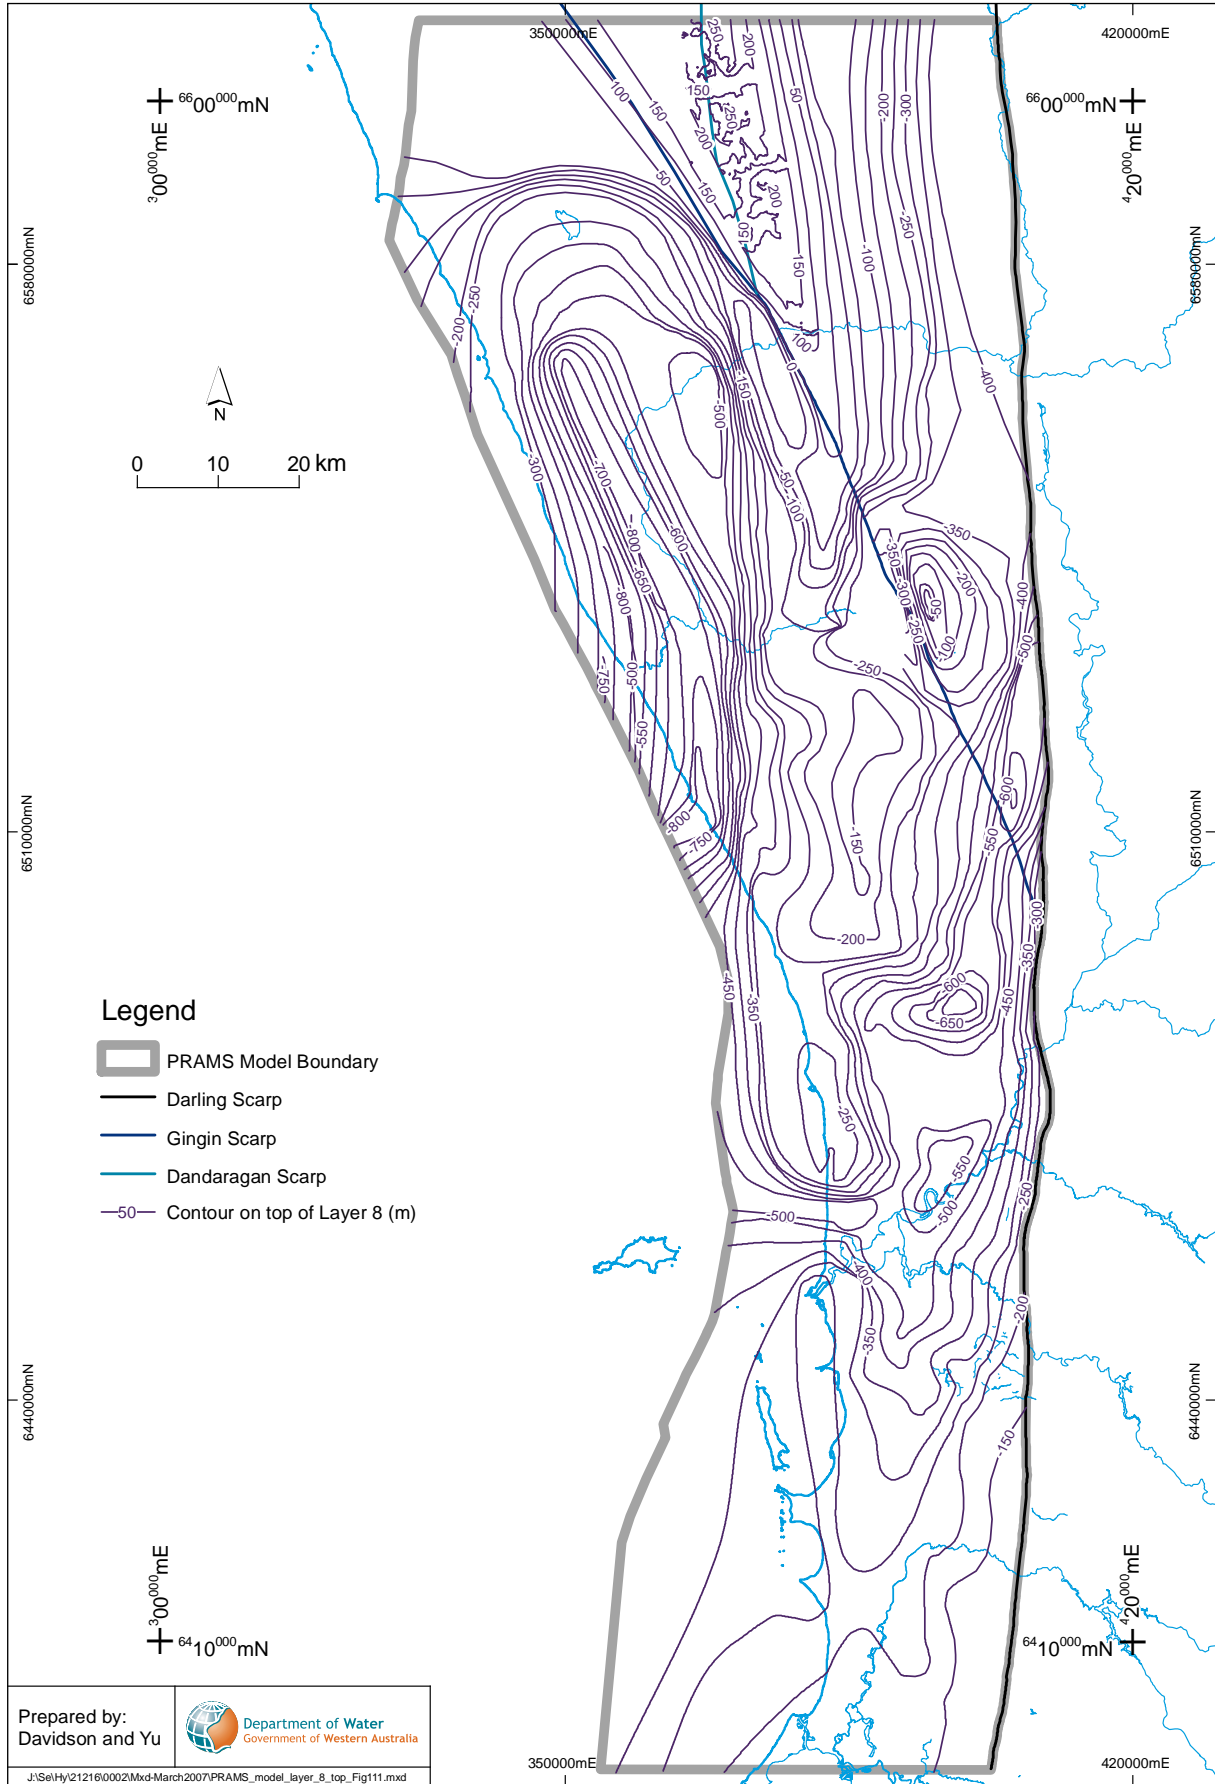 350000mE
420000mE
6600000mN
6600000mN
300000mE
420000mE
6580000mN
6580000mN
250
-200
50
-200
-300
100
150
150
250
200
50
150
150
200
-250
150
150
-100
-250
-200
100
0
-400
-150
-500
N
0 10 20 km
-300
-700
-50
-100
-600
-800
-650
-800
-350
-350
-200
-300
-50
-250
-100
-400
-500
-250
-750
-500
-550
-600
6510000mN
6510000mN
-800
-750
-150
-550
-200
-300
-350
-450
-350
-600
-650
-450
Legend
PRAMS Model Boundary
Darling Scarp
Gingin Scarp
Dandaragan Scarp
-50 Contour on top of Layer 8 (m)
-250
-550
-500
-250
-500
-400
-350
-200
6440000mN
6440000mN
-150
300000mE
420000mE
6410000mN
6410000mN
350000mE
420000mE
Prepared by:
Davidson and Yu
Department of Water
Government of Western Australia
J:\Se\Hy\21216\0002\Mxd-March2007\PRAMS_model_layer_8_top_Fig111.mxd